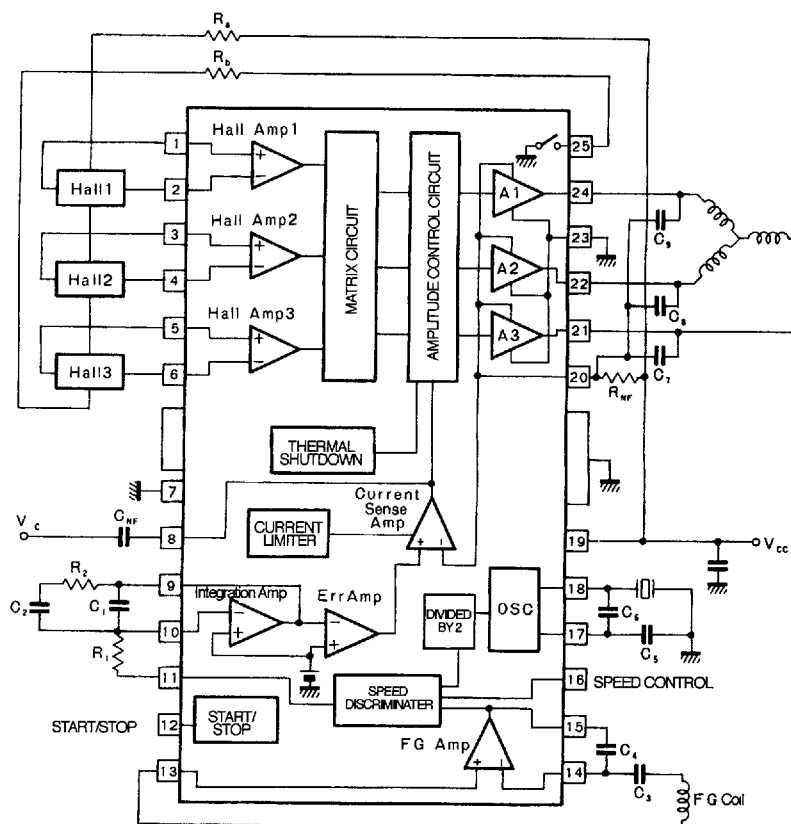 Ra
Rb
1
Hall Amp1
25
Hall1
2
A1
24
3
Hall Amp2
MATRIX CIRCUIT
AMPLITUDE CONTROL CIRCUIT
23
C9
Hall2
4
A2
22
C8
5
Hall Amp3
21
Hall3
6
A3
C7
20
RNF
THERMAL
SHUTDOWN
7
Current
Sense
Amp
Vc
CNF
8
CURRENT
LIMITER
19
Vcc
R2
9
Integration Amp
Err Amp
18
C2
C1
DIVIDED
BY 2
OSC
C6
10
17
C5
R1
11
16
SPEED CONTROL
SPEED
DISCRIMINATER
START/STOP
12
START/
STOP
15
FG Amp
C4
13
14
C3
FG Coil